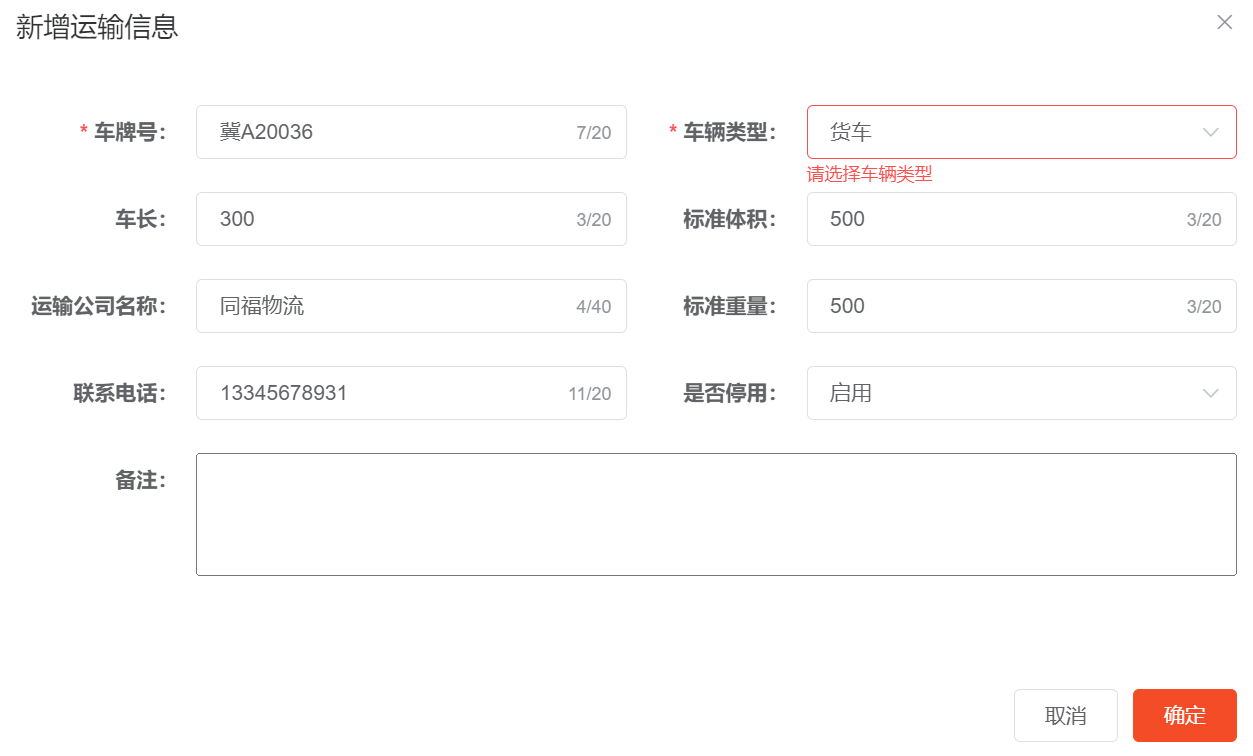 新增运输信息
* 车牌号： 冀A20036 7/20 * 车辆类型： 货车
请选择车辆类型
车长： 300 3/20 标准体积： 500 3/20
运输公司名称： 同福物流 4/40 标准重量： 500 3/20
联系电话： 13345678931 11/20 是否停用： 启用
备注：
取消 确定